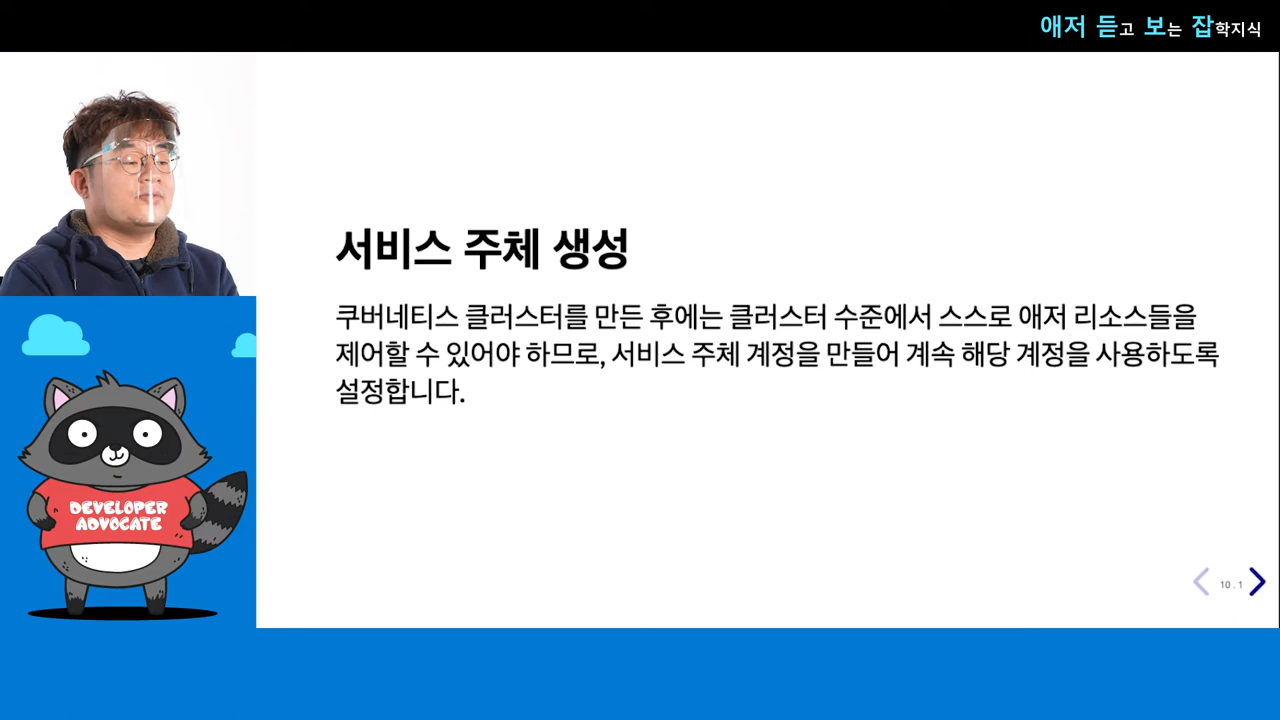 애저 듣고 보는 잡학지식
서비스 주체 생성
쿠버네티스 클러스터를 만든 후에는 클러스터 수준에서 스스로 애저 리소스들을
제어할 수 있어야 하므로, 서비스 주체 계정을 만들어 계속 해당 계정을 사용하도록
설정합니다.
DEVELOPER
ADVOCATE
10 . 1